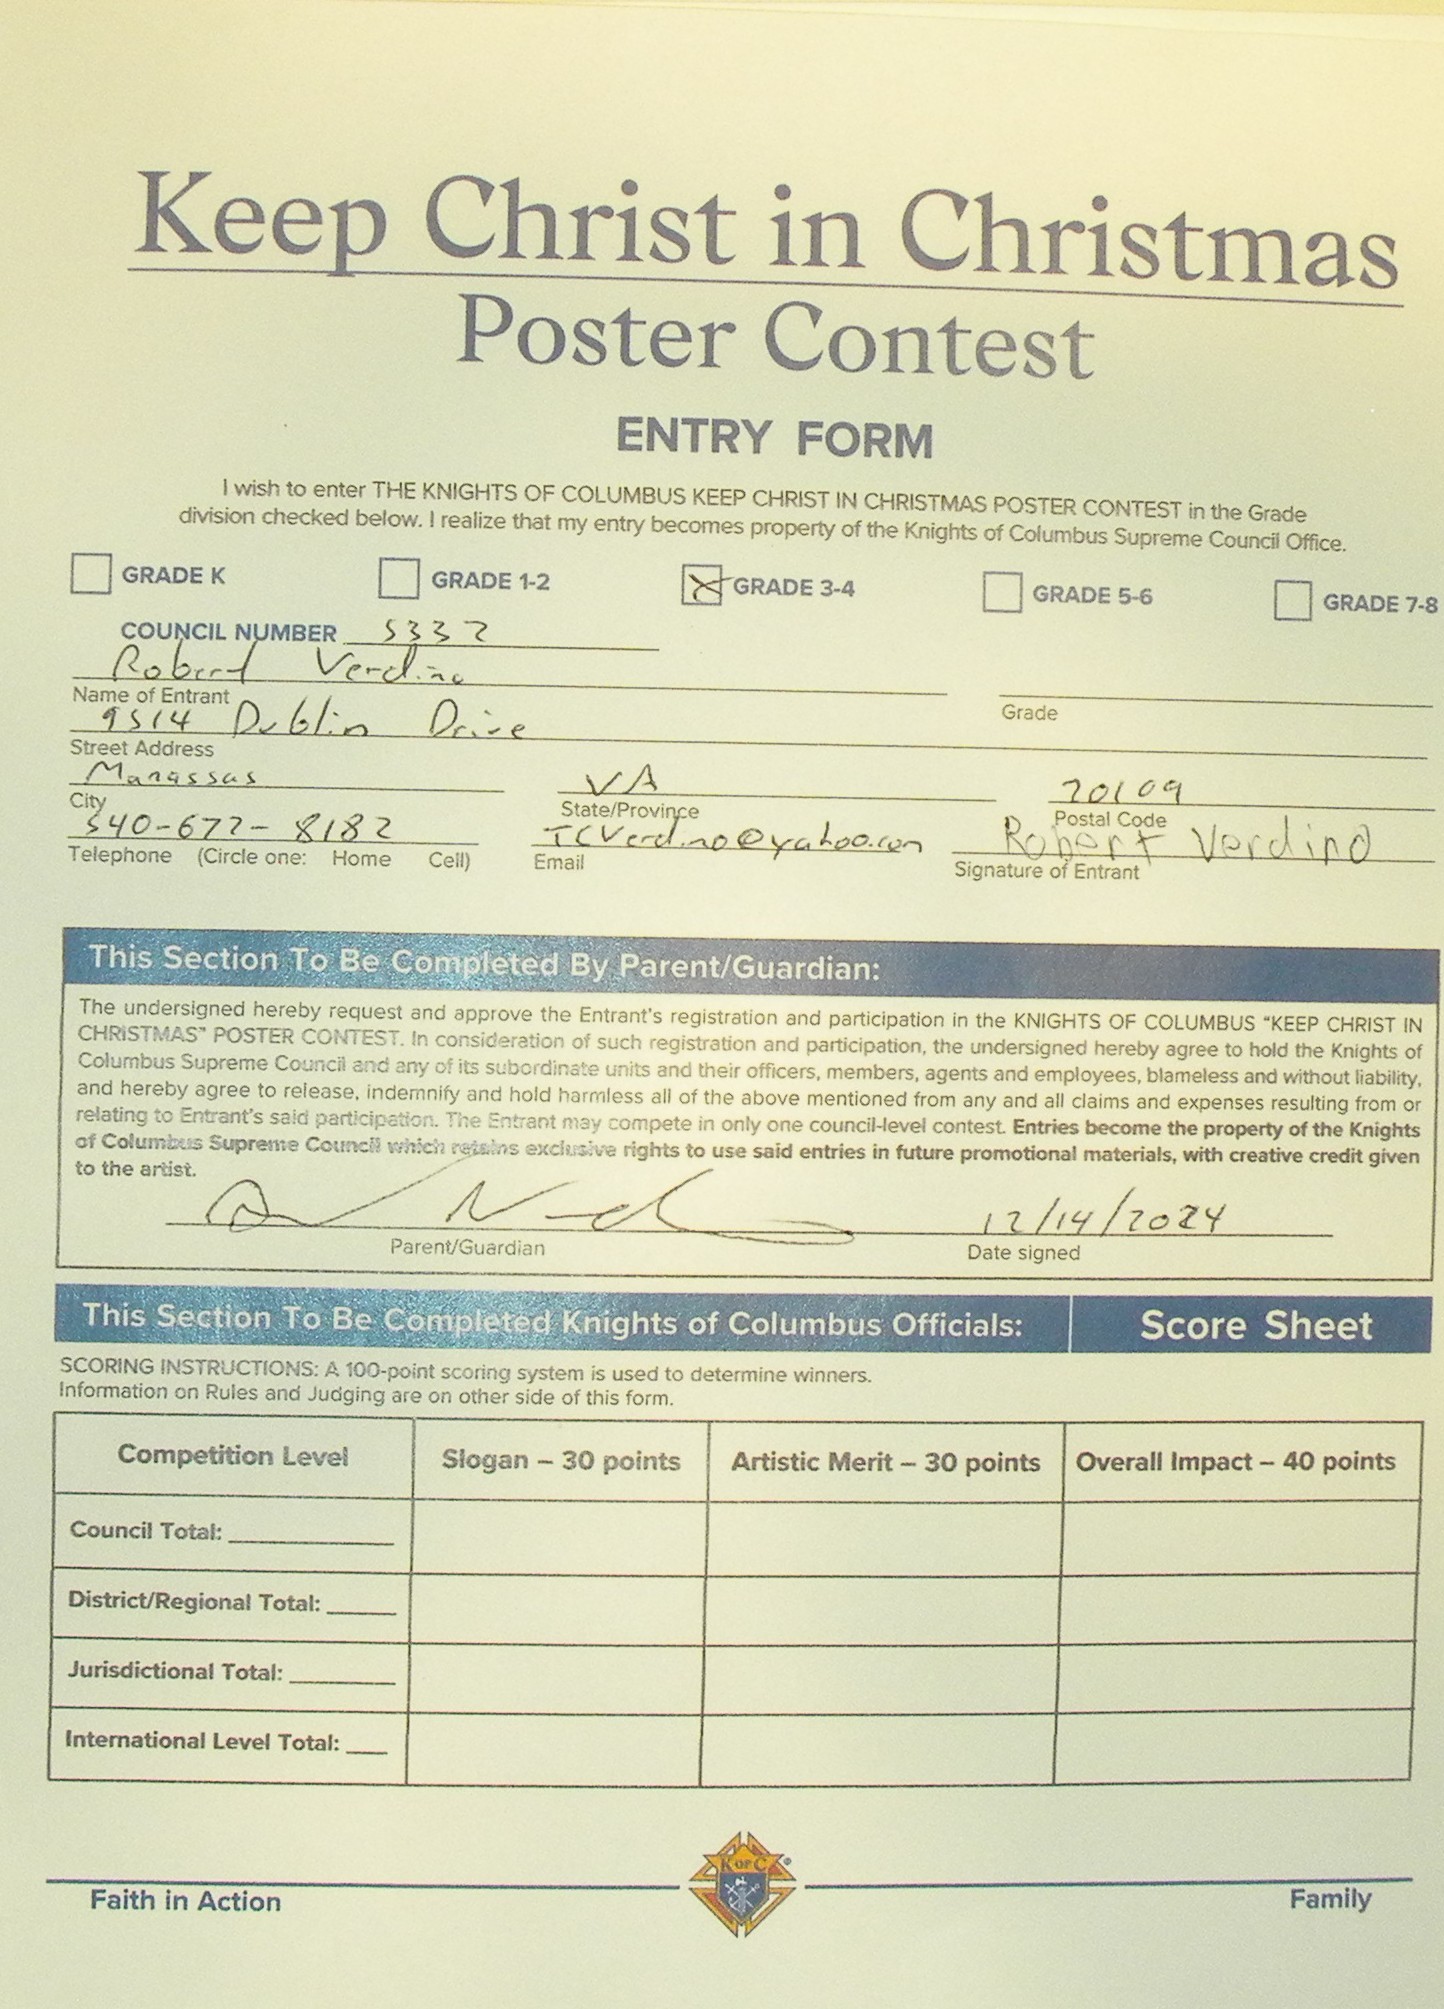 Keep Christ in Christmas
Poster Contest
ENTRY FORM
I wish to enter THE KNIGHTS OF COLUMBUS KEEP CHRIST IN CHRISTMAS POSTER CONTEST in the Grade
division checked below. I realize that my entry becomes property of the Knights of Columbus Supreme Council Office.
GRADE K GRADE 1-2 X GRADE 3-4 GRADE 5-6 GRADE 7-8
COUNCIL NUMBER 5332
Robert Verdino
Name of Entrant Grade
9514 Dublin Drive
Street Address
Manassas VA 20109
City State/Province Postal Code
540-672-8182 TCVerdino@yahoo.com Robert Verdino
Telephone (Circle one: Home Cell) Email Signature of Entrant
This Section To Be Completed By Parent/Guardian:
The undersigned hereby request and approve the Entrant's registration and participation in the KNIGHTS OF COLUMBUS "KEEP CHRIST IN
CHRISTMAS" POSTER CONTEST. In consideration of such registration and participation, the undersigned hereby agree to hold the Knights of
Columbus Supreme Council and any of its subordinate units and their officers, members, agents and employees, blameless and without liability,
and hereby agree to release, indemnify and hold harmless all of the above mentioned from any and all claims and expenses resulting from or
relating to Entrant's said participation. The Entrant may compete in only one council-level contest. Entries become the property of the Knights
of Columbus Supreme Council which retains exclusive rights to use said entries in future promotional materials, with creative credit given
to the artist.
12/14/2024
Parent/Guardian Date signed
This Section To Be Completed Knights of Columbus Officials: Score Sheet
SCORING INSTRUCTIONS: A 100-point scoring system is used to determine winners.
Information on Rules and Judging are on other side of this form.
Competition Level Slogan – 30 points Artistic Merit – 30 points Overall Impact – 40 points
Council Total:
District/Regional Total:
Jurisdictional Total:
International Level Total:
K OF C ®
Faith in Action Family